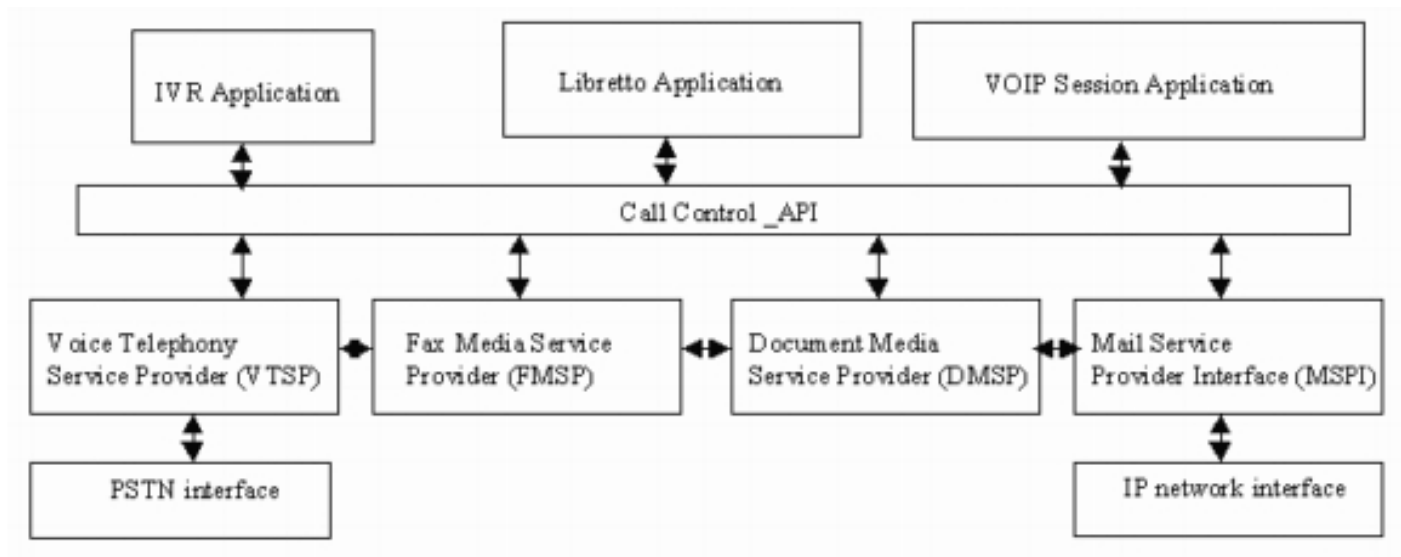 IVR Application
Libretto Application
VOIP Session Application
Call Control _API
Voice Telephony
Service Provider (VTSP)
Fax Media Service
Provider (FMSP)
Document Media
Service Provider (DMSP)
Mail Service
Provider Interface (MSPI)
PSTN interface
IP network interface